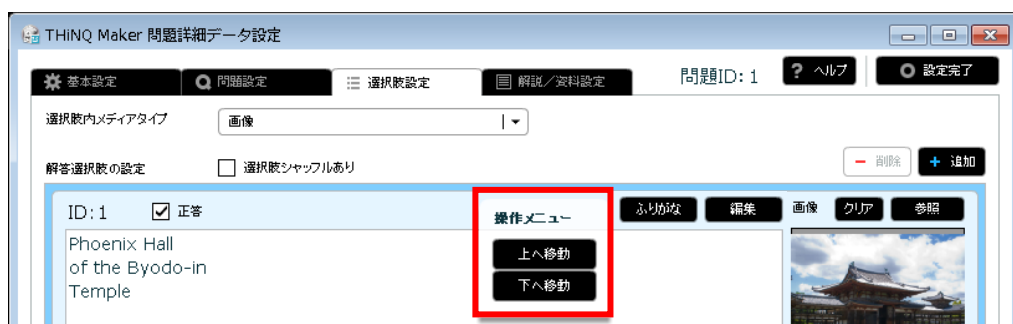 THiNQ Maker 問題詳細データ設定
基本設定 問題設定 選択肢設定 解説／資料設定 問題ID: 1 ? ヘルプ 設定完了
選択肢内メディアタイプ 画像
解答選択肢の設定 選択肢シャッフルあり 削除 追加
ID:1 正答 操作メニュー ふりがな 編集 画像 クリア 参照
Phoenix Hall
of the Byodo-in
Temple
上へ移動
下へ移動